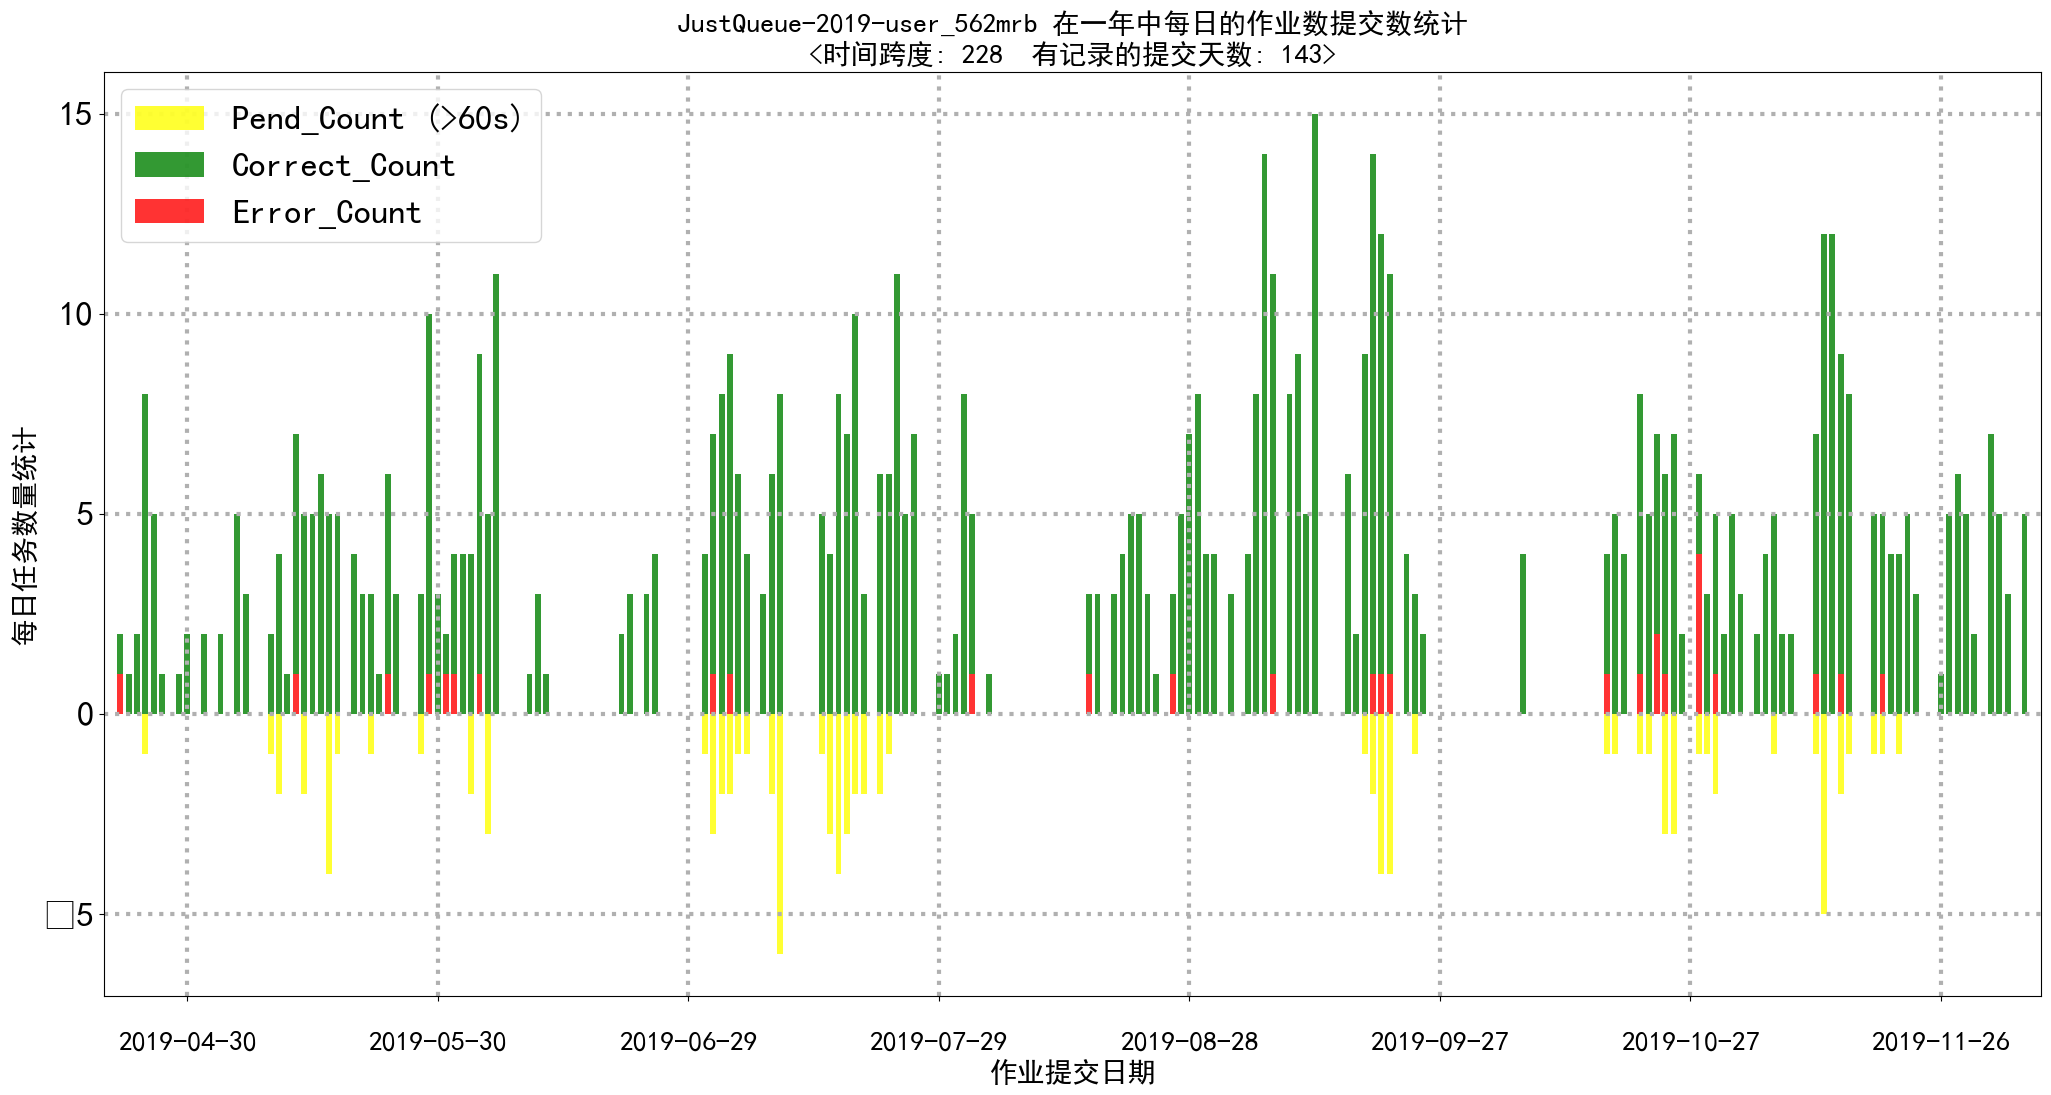 JustQueue-2019-user_562mrb 在一年中每日的作业数提交数统计
<时间跨度: 228  有记录的提交天数: 143>
Pend_Count (>60s)
Correct_Count
Error_Count
15
10
5
0
□5
每日任务数量统计
2019-04-30
2019-05-30
2019-06-29
2019-07-29
2019-08-28
2019-09-27
2019-10-27
2019-11-26
作业提交日期